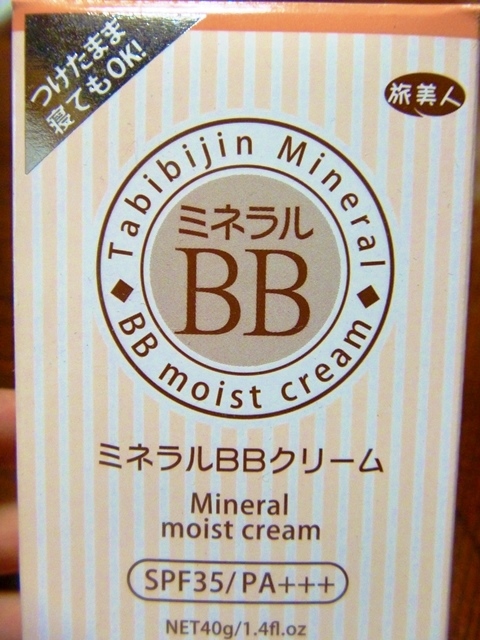 つけたまま
寝てもOK!
旅美人
Tabibijin Mineral
ミネラル
BB
BB moist cream
ミネラルBBクリーム
Mineral
moist cream
SPF35/PA+++
NET40g/1.4fl.oz